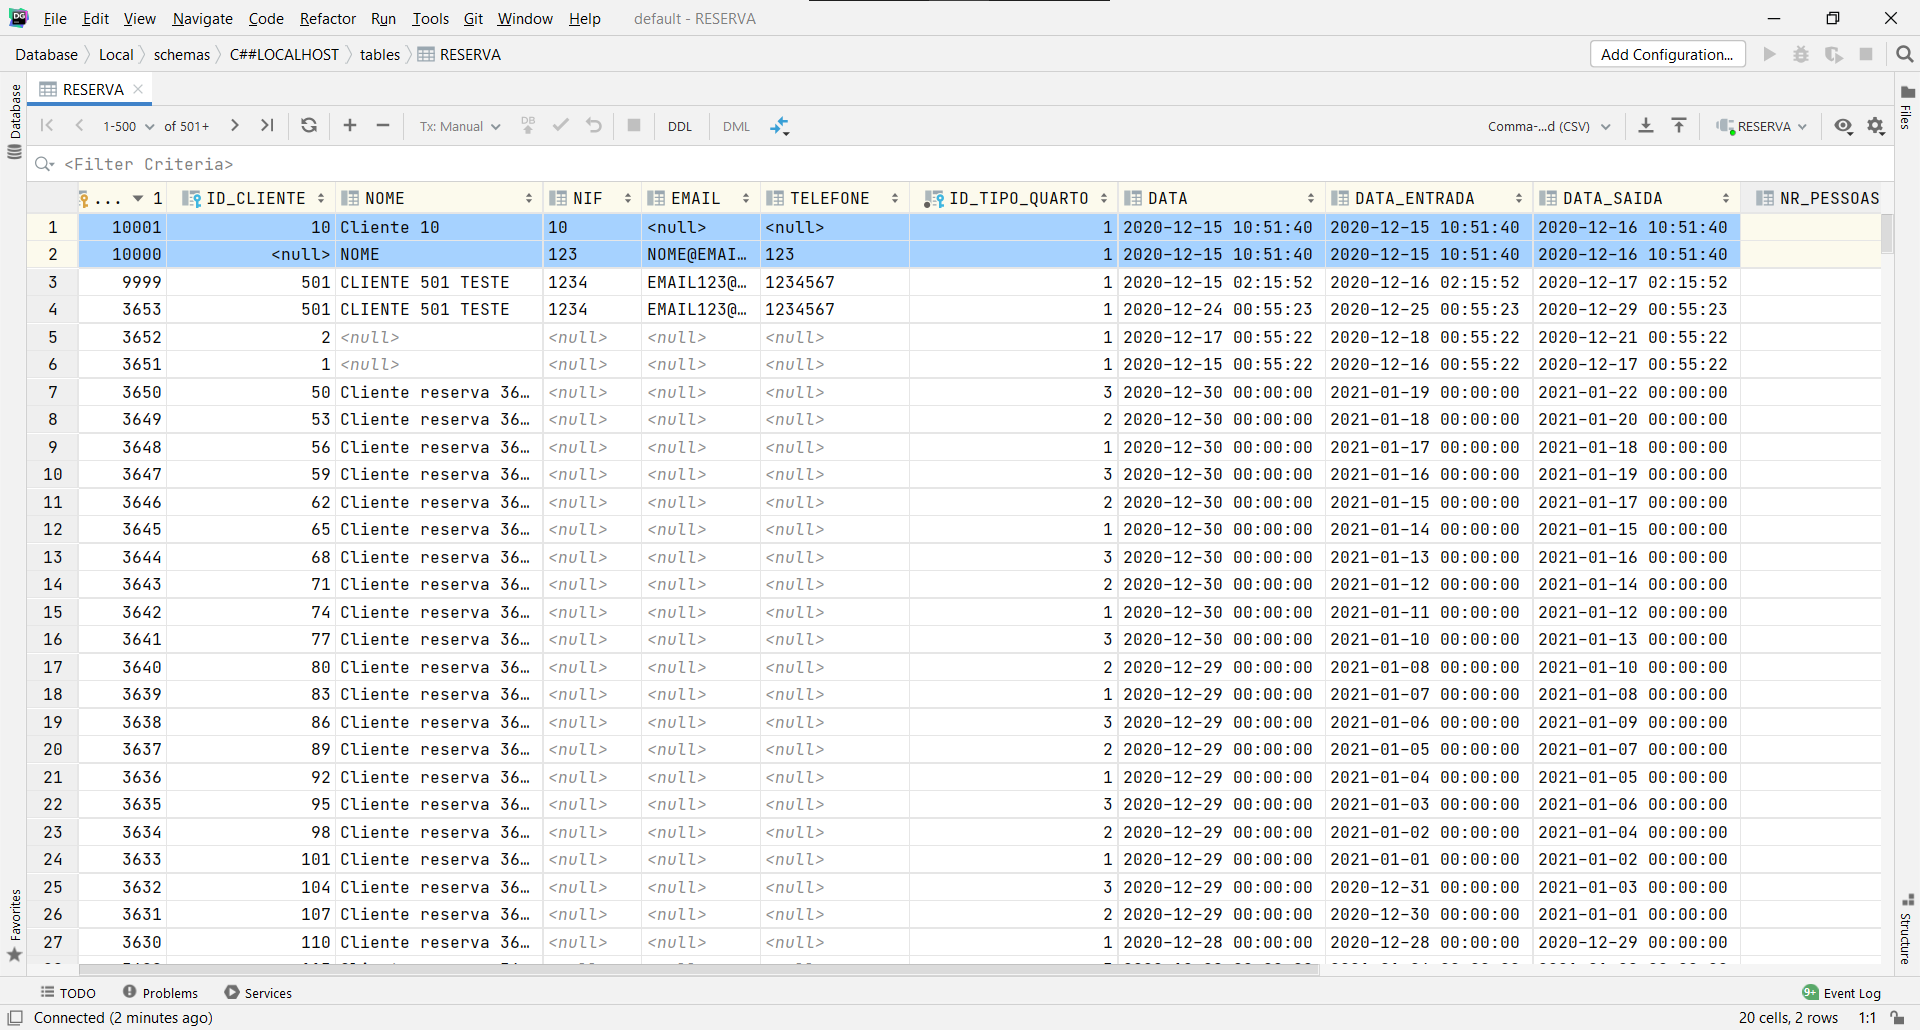 DG File Edit View Navigate Code Refactor Run Tools Git Window Help default - RESERVA
Database Local schemas C##LOCALHOST tables RESERVA Add Configuration...
RESERVA
Database
Files
1-500 of 501+ Tx: Manual DB DDL DML Comma-...d (CSV) RESERVA
<Filter Criteria>
... 1 ID_CLIENTE NOME NIF EMAIL TELEFONE ID_TIPO_QUARTO DATA DATA_ENTRADA DATA_SAIDA NR_PESSOAS
1 10001 10 Cliente 10 10 <null> <null> 1 2020-12-15 10:51:40 2020-12-15 10:51:40 2020-12-16 10:51:40
2 10000 <null> NOME 123 NOME@EMAI... 123 1 2020-12-15 10:51:40 2020-12-15 10:51:40 2020-12-16 10:51:40
3 9999 501 CLIENTE 501 TESTE 1234 EMAIL123@... 1234567 1 2020-12-15 02:15:52 2020-12-16 02:15:52 2020-12-17 02:15:52
4 3653 501 CLIENTE 501 TESTE 1234 EMAIL123@... 1234567 1 2020-12-24 00:55:23 2020-12-25 00:55:23 2020-12-29 00:55:23
5 3652 2 <null> <null> <null> <null> 1 2020-12-17 00:55:22 2020-12-18 00:55:22 2020-12-21 00:55:22
6 3651 1 <null> <null> <null> <null> 1 2020-12-15 00:55:22 2020-12-16 00:55:22 2020-12-17 00:55:22
7 3650 50 Cliente reserva 36... <null> <null> <null> 3 2020-12-30 00:00:00 2021-01-19 00:00:00 2021-01-22 00:00:00
8 3649 53 Cliente reserva 36... <null> <null> <null> 2 2020-12-30 00:00:00 2021-01-18 00:00:00 2021-01-20 00:00:00
9 3648 56 Cliente reserva 36... <null> <null> <null> 1 2020-12-30 00:00:00 2021-01-17 00:00:00 2021-01-18 00:00:00
10 3647 59 Cliente reserva 36... <null> <null> <null> 3 2020-12-30 00:00:00 2021-01-16 00:00:00 2021-01-19 00:00:00
11 3646 62 Cliente reserva 36... <null> <null> <null> 2 2020-12-30 00:00:00 2021-01-15 00:00:00 2021-01-17 00:00:00
12 3645 65 Cliente reserva 36... <null> <null> <null> 1 2020-12-30 00:00:00 2021-01-14 00:00:00 2021-01-15 00:00:00
13 3644 68 Cliente reserva 36... <null> <null> <null> 3 2020-12-30 00:00:00 2021-01-13 00:00:00 2021-01-16 00:00:00
14 3643 71 Cliente reserva 36... <null> <null> <null> 2 2020-12-30 00:00:00 2021-01-12 00:00:00 2021-01-14 00:00:00
15 3642 74 Cliente reserva 36... <null> <null> <null> 1 2020-12-30 00:00:00 2021-01-11 00:00:00 2021-01-12 00:00:00
16 3641 77 Cliente reserva 36... <null> <null> <null> 3 2020-12-30 00:00:00 2021-01-10 00:00:00 2021-01-13 00:00:00
17 3640 80 Cliente reserva 36... <null> <null> <null> 2 2020-12-29 00:00:00 2021-01-08 00:00:00 2021-01-10 00:00:00
18 3639 83 Cliente reserva 36... <null> <null> <null> 1 2020-12-29 00:00:00 2021-01-07 00:00:00 2021-01-08 00:00:00
19 3638 86 Cliente reserva 36... <null> <null> <null> 3 2020-12-29 00:00:00 2021-01-06 00:00:00 2021-01-09 00:00:00
20 3637 89 Cliente reserva 36... <null> <null> <null> 2 2020-12-29 00:00:00 2021-01-05 00:00:00 2021-01-07 00:00:00
21 3636 92 Cliente reserva 36... <null> <null> <null> 1 2020-12-29 00:00:00 2021-01-04 00:00:00 2021-01-05 00:00:00
22 3635 95 Cliente reserva 36... <null> <null> <null> 3 2020-12-29 00:00:00 2021-01-03 00:00:00 2021-01-06 00:00:00
23 3634 98 Cliente reserva 36... <null> <null> <null> 2 2020-12-29 00:00:00 2021-01-02 00:00:00 2021-01-04 00:00:00
24 3633 101 Cliente reserva 36... <null> <null> <null> 1 2020-12-29 00:00:00 2021-01-01 00:00:00 2021-01-02 00:00:00
25 3632 104 Cliente reserva 36... <null> <null> <null> 3 2020-12-29 00:00:00 2020-12-31 00:00:00 2021-01-03 00:00:00
26 3631 107 Cliente reserva 36... <null> <null> <null> 2 2020-12-29 00:00:00 2020-12-30 00:00:00 2021-01-01 00:00:00
27 3630 110 Cliente reserva 36... <null> <null> <null> 1 2020-12-28 00:00:00 2020-12-28 00:00:00 2020-12-29 00:00:00
Favorites
Structure
TODO Problems Services 9+ Event Log
Connected (2 minutes ago) 20 cells, 2 rows 1:1